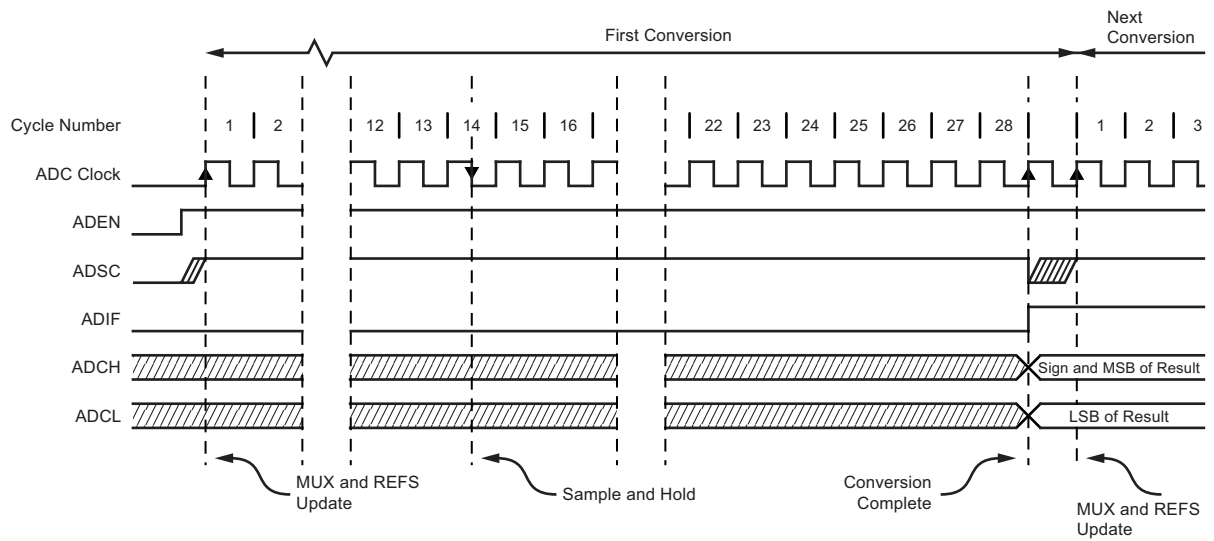 Next
Conversion
First Conversion
Cycle Number 1 2 12 13 14 15 16 22 23 24 25 26 27 28 1 2 3
ADC Clock
ADEN
ADSC
ADIF
ADCH Sign and MSB of Result
ADCL LSB of Result
MUX and REFS
Update
Sample and Hold
Conversion
Complete
MUX and REFS
Update